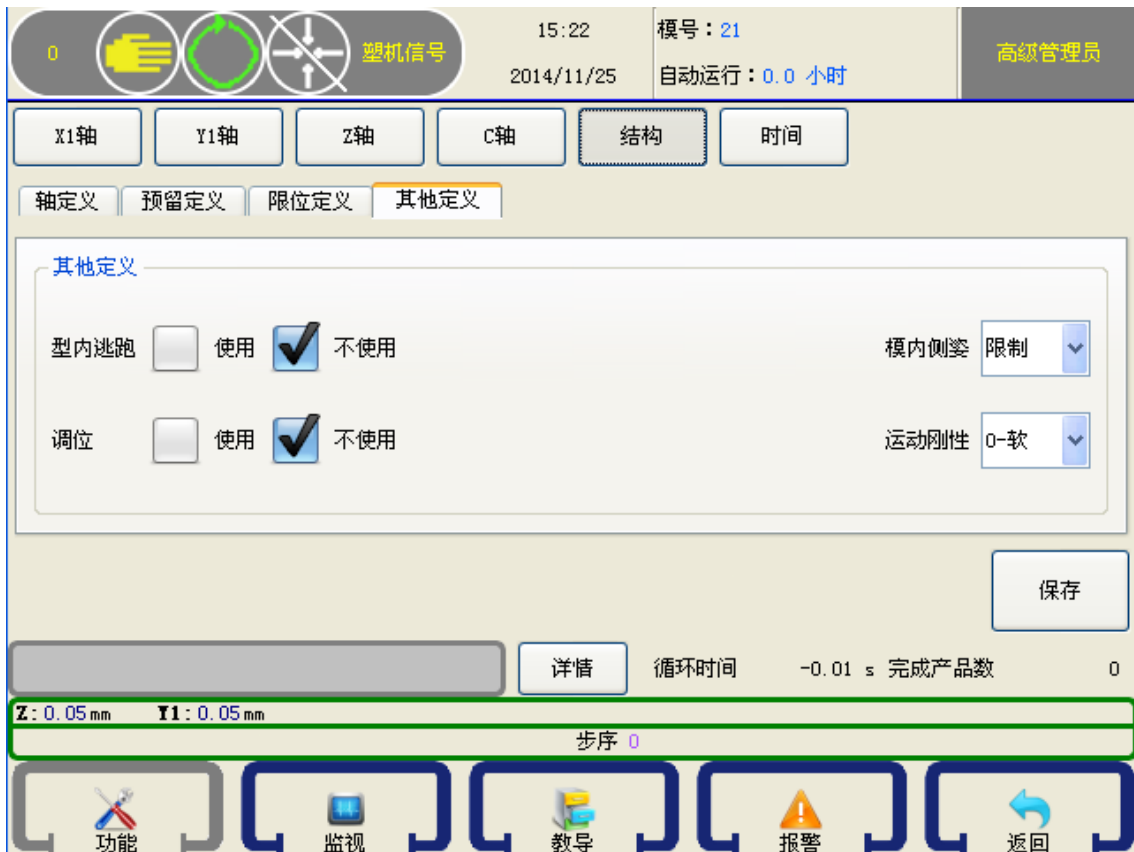 0 塑机信号 15:22 模号：21 高级管理员
2014/11/25 自动运行：0.0 小时
X1轴 Y1轴 Z轴 C轴 结构 时间
轴定义 预留定义 限位定义 其他定义
其他定义
型内逃跑 使用 不使用 模内侧姿 限制
调位 使用 不使用 运动刚性 0-软
保存
详情 循环时间 -0.01 s 完成产品数 0
Z:0.05mm Y1:0.05mm
步序 0
功能 监视 教导 报警 返回